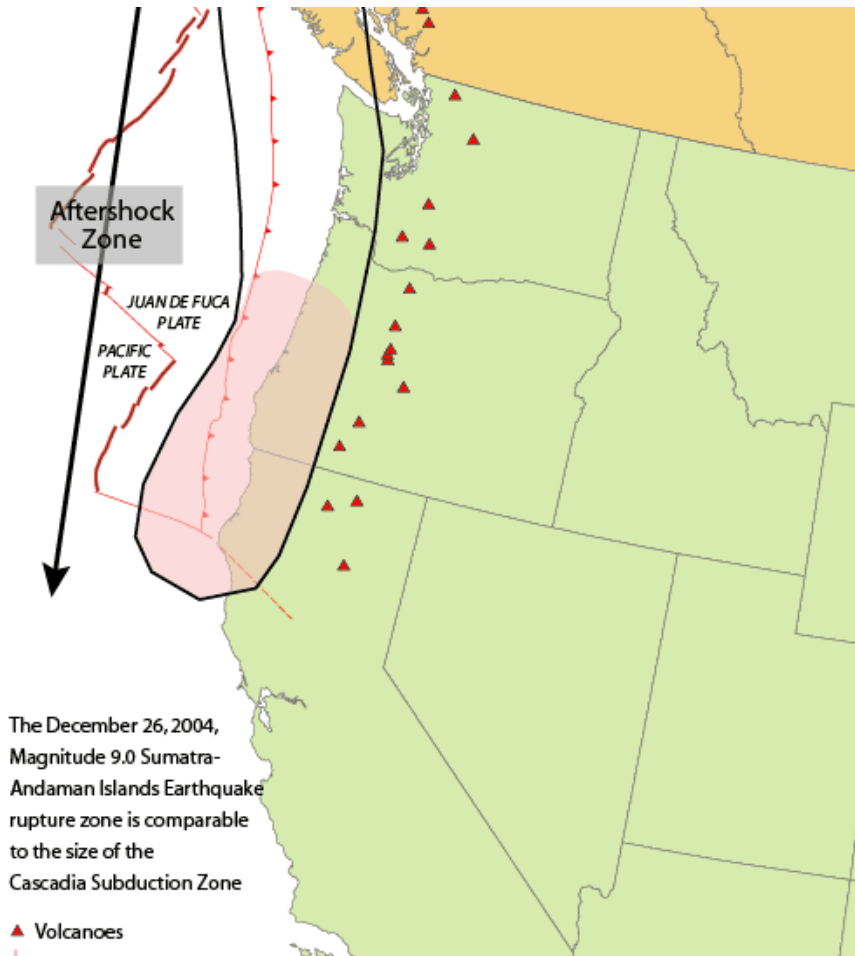 Aftershock
Zone
JUAN DE FUCA
PLATE
PACIFIC
PLATE
The December 26, 2004,
Magnitude 9.0 Sumatra-
Andaman Islands Earthquake
rupture zone is comparable
to the size of the
Cascadia Subduction Zone
Volcanoes